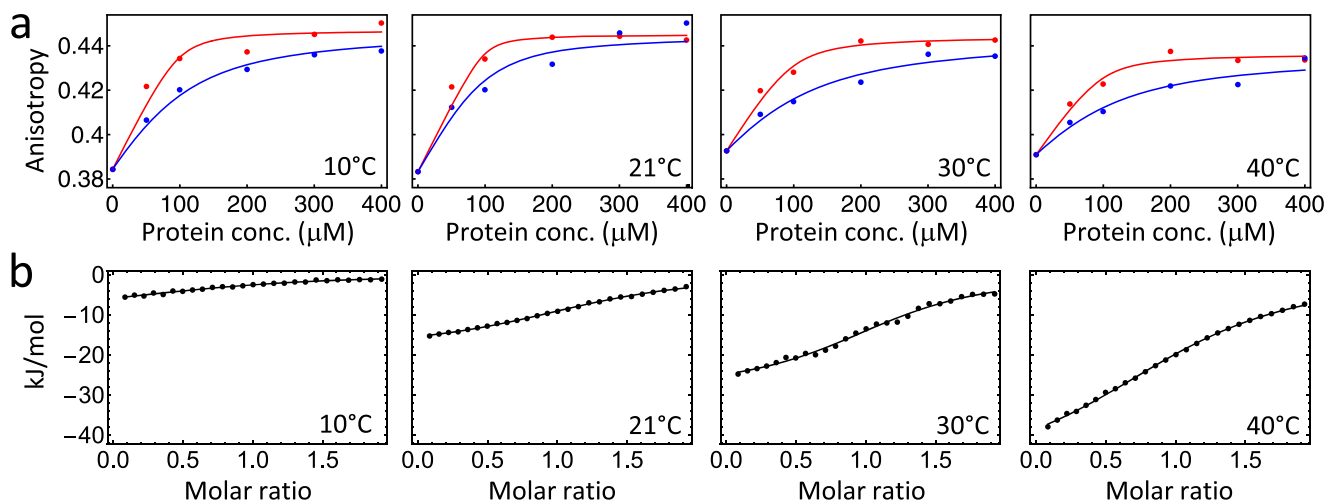 a
Anisotropy
0.44
0.42
0.4
0.38
10°C
21°C
30°C
40°C
0 100 200 300 400
0 100 200 300 400
0 100 200 300 400
0 100 200 300 400
Protein conc. (μM)
Protein conc. (μM)
Protein conc. (μM)
Protein conc. (μM)
b
kJ/mol
0
−10
−20
−30
−40
10°C
21°C
30°C
40°C
0.0 0.5 1.0 1.5
0.0 0.5 1.0 1.5
0.0 0.5 1.0 1.5
0.0 0.5 1.0 1.5
Molar ratio
Molar ratio
Molar ratio
Molar ratio